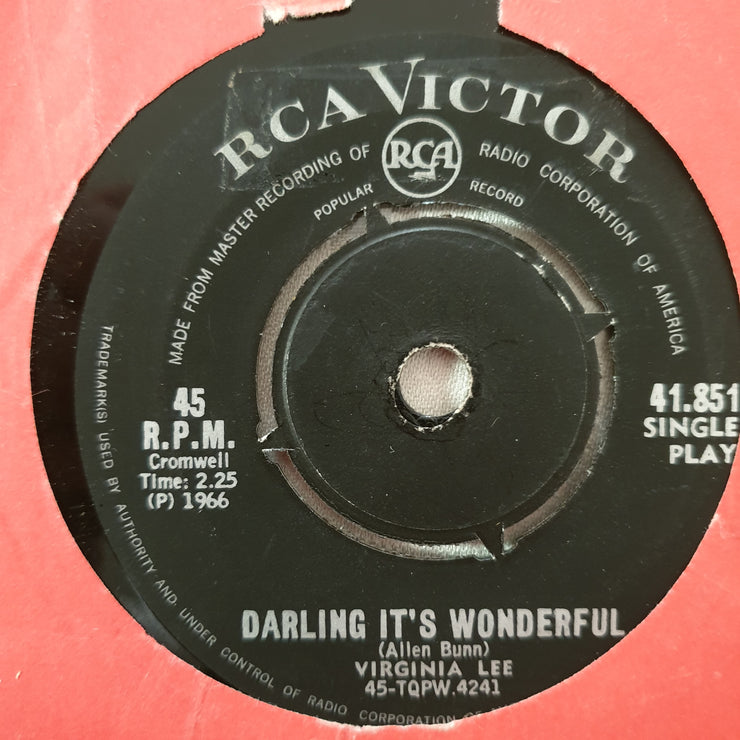 RCA VICTOR
RCA
MADE FROM MASTER RECORDING OF RADIO CORPORATION OF AMERICA
POPULAR RECORD
45
R.P.M.
Cromwell
Time: 2.25
(P) 1966
41.851
SINGLE
PLAY
DARLING IT'S WONDERFUL
(Allen Bunn)
VIRGINIA LEE
45-TQPW.4241
TRADEMARK(S) USED BY AUTHORITY AND UNDER CONTROL OF RADIO CORPORATION OF